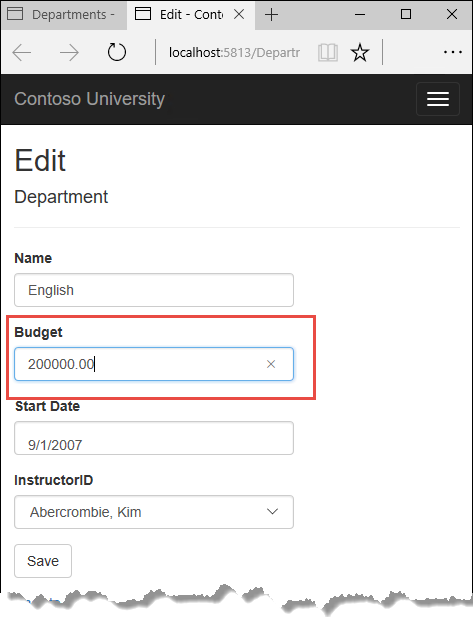 Departments -
Edit - Conto
localhost:5813/Departr
Contoso University
Edit
Department
Name
English
Budget
200000.00
Start Date
9/1/2007
InstructorID
Abercrombie, Kim
Save